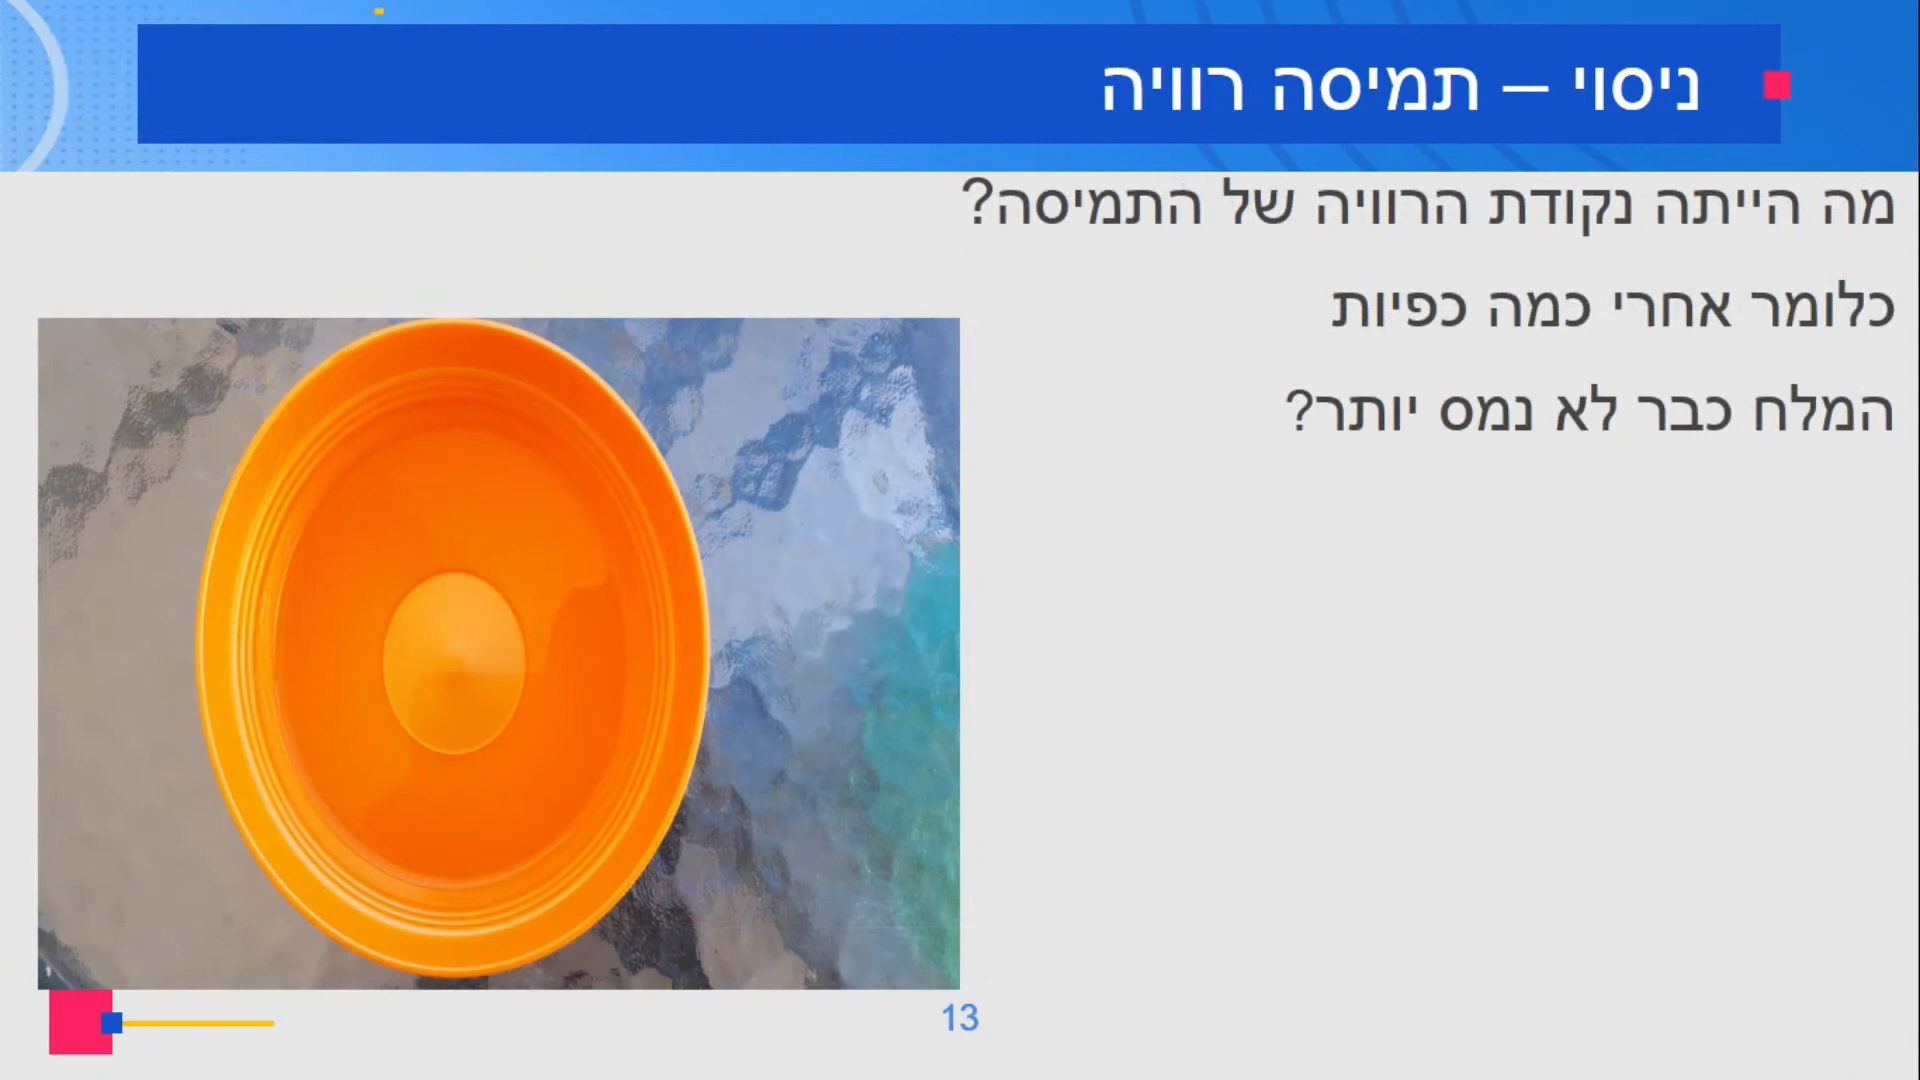 ניסוי – תמיסה רוויה
מה הייתה נקודת הרוויה של התמיסה?
כלומר אחרי כמה כפיות
המלח כבר לא נמס יותר?
13